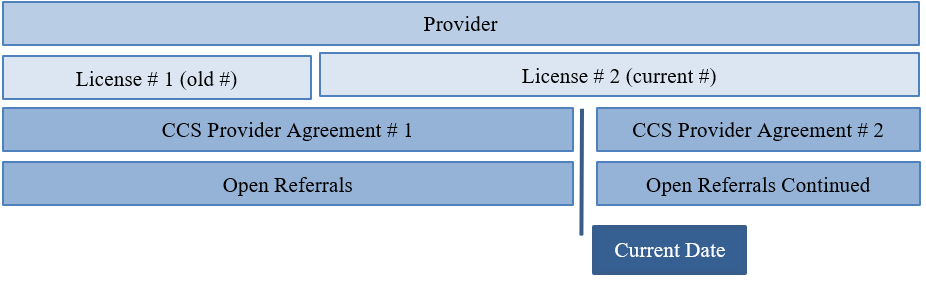 Provider
License # 1 (old #)
License # 2 (current #)
CCS Provider Agreement # 1
CCS Provider Agreement # 2
Open Referrals
Open Referrals Continued
Current Date